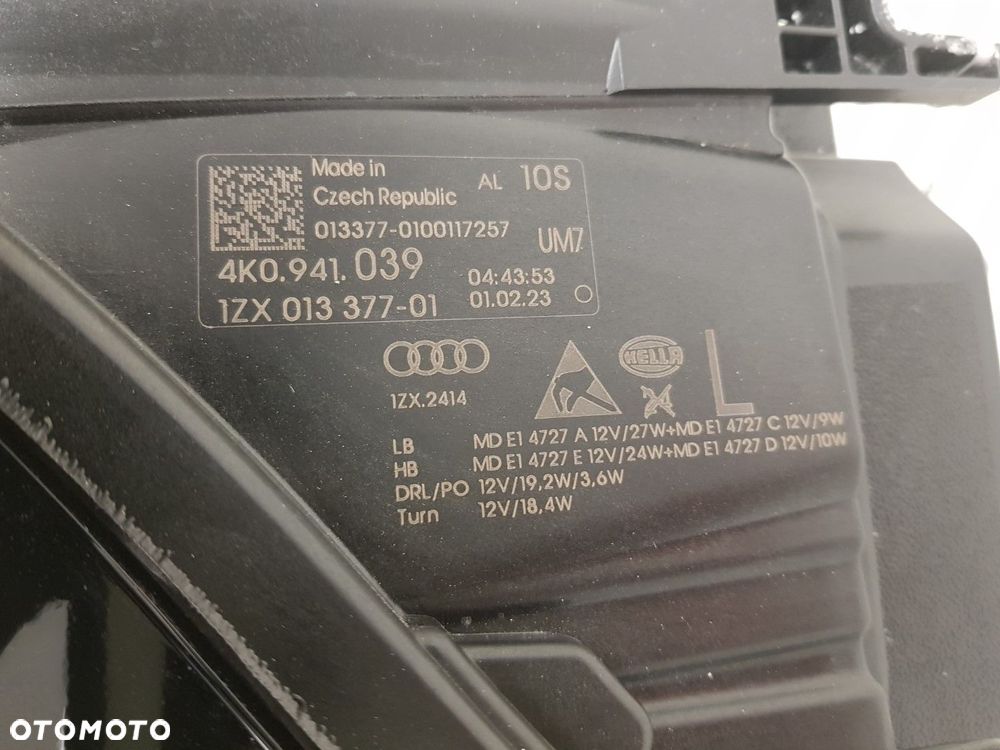 Made in
Czech Republic
AL 10S
013377-0100117257
UM7
4K0.941.039
04:43:53
1ZX 013 377-01
01.02.23
HELLA
L
1ZX.2414
LB MD E1 4727 A 12V/27W+MD E1 4727 C 12V/9W
HB MD E1 4727 E 12V/24W+MD E1 4727 D 12V/10W
DRL/PO 12V/19,2W/3,6W
Turn 12V/18,4W
OTOMOTO